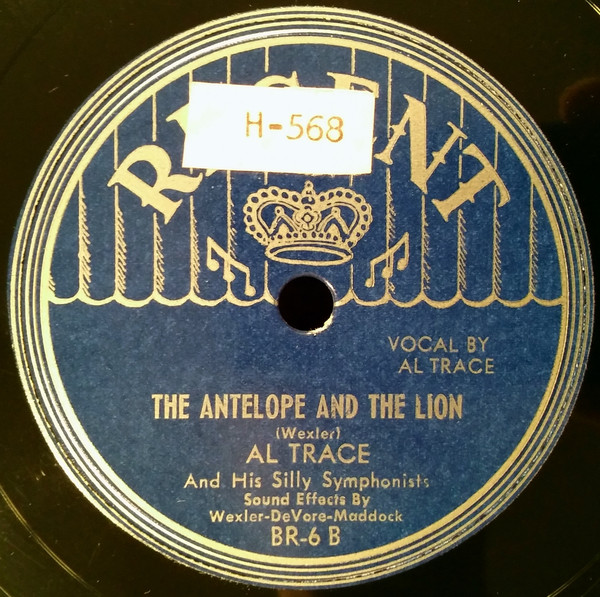 REGENT
H-568
VOCAL BY
AL TRACE
THE ANTELOPE AND THE LION
(Wexler)
AL TRACE
And His Silly Symphonists
Sound Effects By
Wexler-DeVore-Maddock
BR-6 B